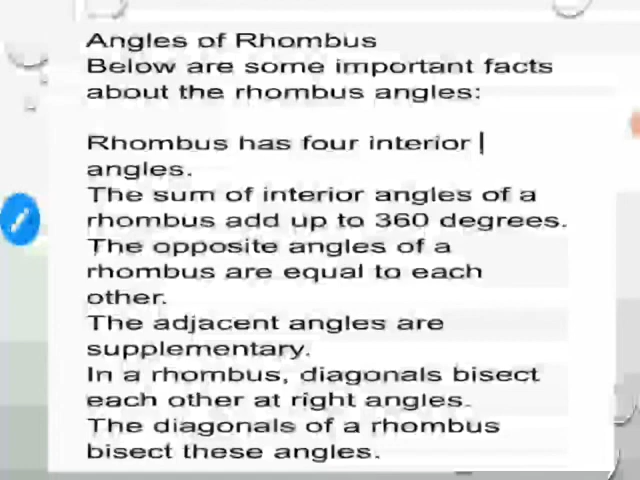 Angles of Rhombus
Below are some important facts
about the rhombus angles:
Rhombus has four interior
angles.
The sum of interior angles of a
rhombus add up to 360 degrees.
The opposite angles of a
rhombus are equal to each
other.
The adjacent angles are
supplementary.
In a rhombus, diagonals bisect
each other at right angles.
The diagonals of a rhombus
bisect these angles.